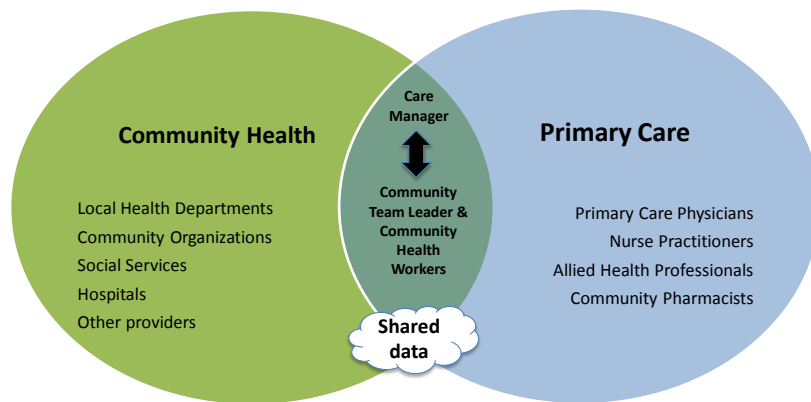 Community Health
Local Health Departments
Community Organizations
Social Services
Hospitals
Other providers
Care
Manager
Community
Team Leader &
Community
Health
Workers
Shared
data
Primary Care
Primary Care Physicians
Nurse Practitioners
Allied Health Professionals
Community Pharmacists